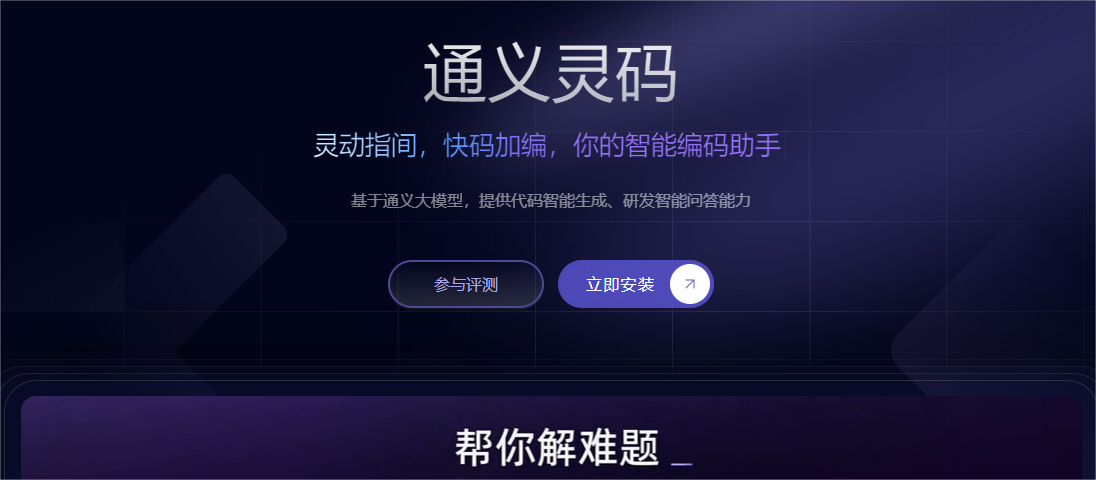 通义灵码
灵动指间，快码加编，你的智能编码助手
基于通义大模型，提供代码智能生成、研发智能问答能力
参与评测
立即安装
帮你解难题 _